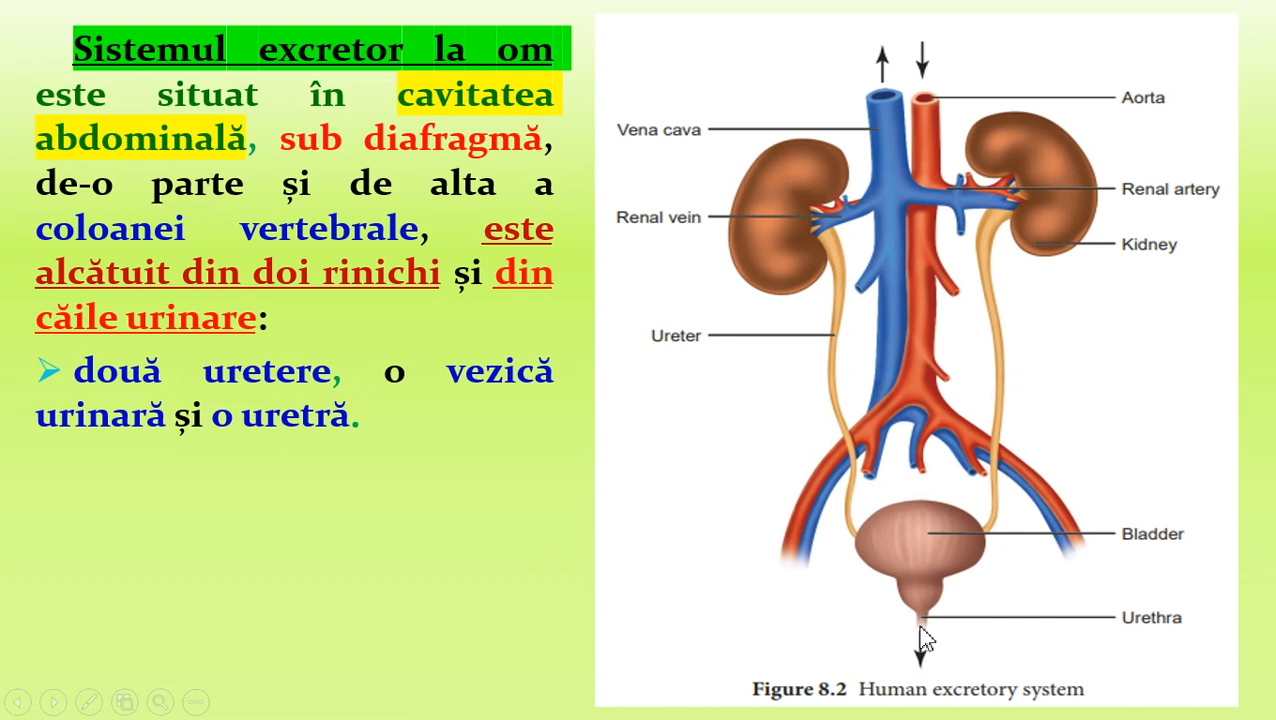 Sistemul excretor la om
este situat în cavitatea
abdominală, sub diafragmă,
de-o parte și de alta a
coloanei vertebrale, este
alcătuit din doi rinichi și din
căile urinare:
două uretere, o vezică
urinară și o uretră.
Aorta
Vena cava
Renal artery
Renal vein
Kidney
Ureter
Bladder
Urethra
Figure 8.2 Human excretory system